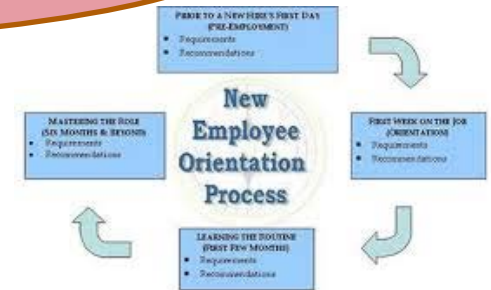 PRIOR TO A NEW HIRE'S FIRST DAY
(PRE-EMPLOYMENT)
• Requirements
• Recommendations
FIRST WEEK ON THE JOB
(ORIENTATION)
• Requirements
• Recommendations
LEARNING THE ROUTINE
(FIRST FEW MONTHS)
• Requirements
• Recommendations
MASTERING THE ROLE
(SIX MONTHS & BEYOND)
• Requirements
• Recommendations
New
Employee
Orientation
Process